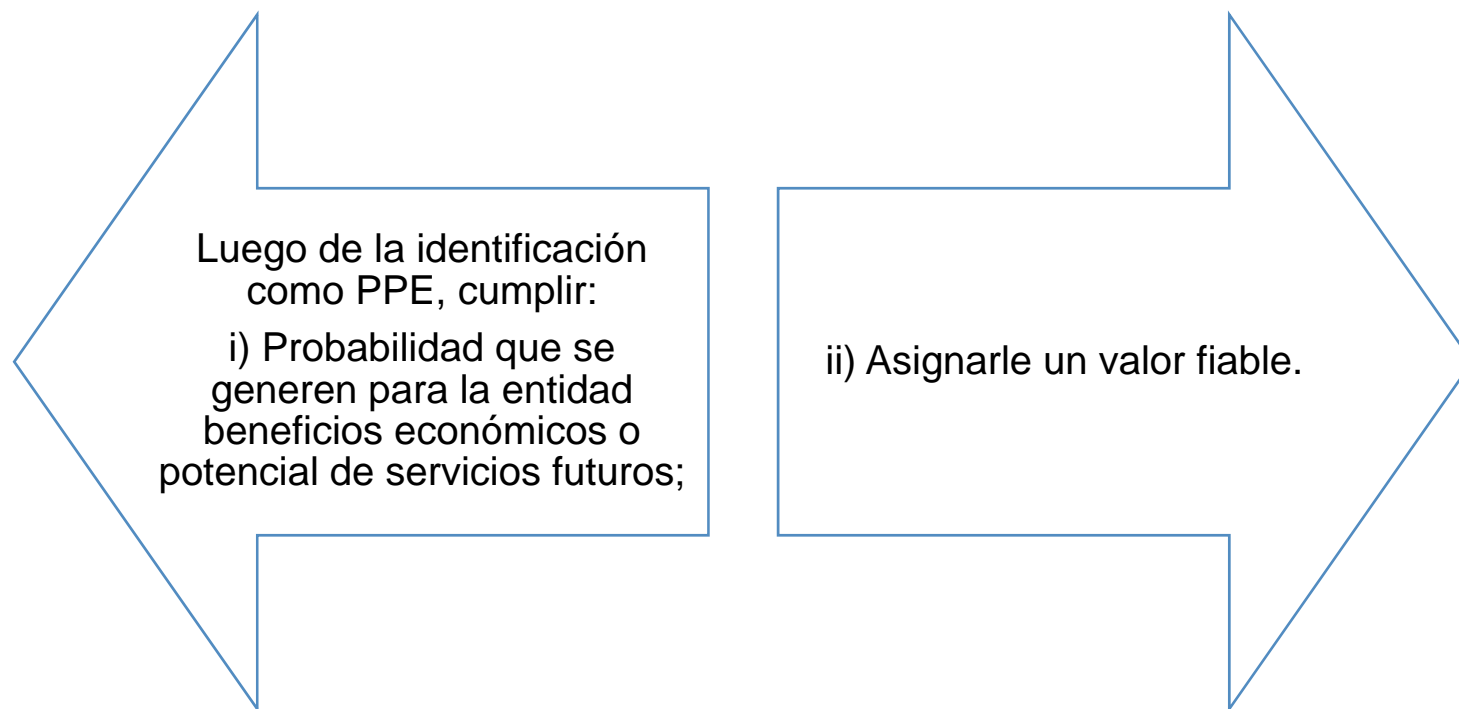 Luego de la identificación
como PPE, cumplir:
i) Probabilidad que se
generen para la entidad
beneficios económicos o
potencial de servicios futuros;
ii) Asignarle un valor fiable.